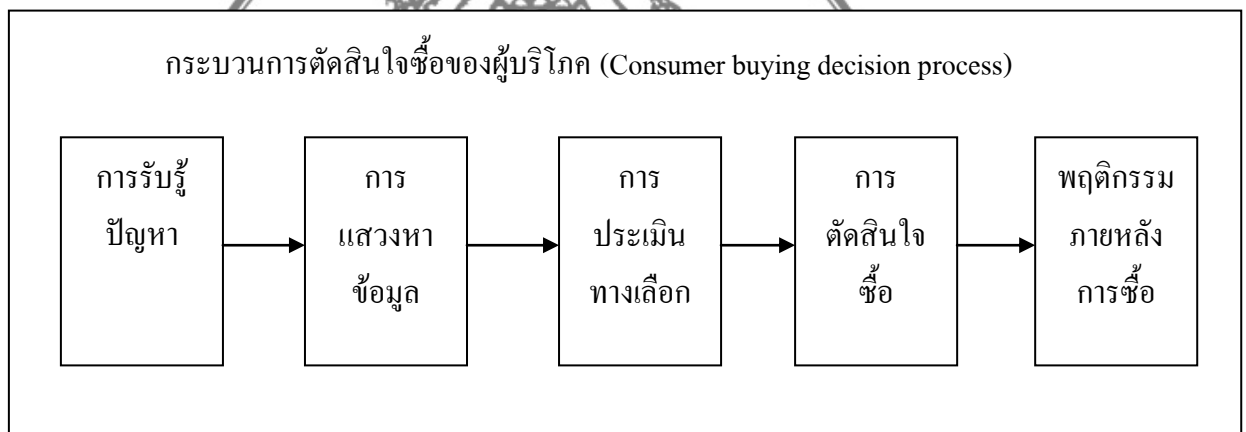 กระบวนการตัดสินใจซื้อของผู้บริโภค (Consumer buying decision process)
การรับรู้
ปัญหา
การ
แสวงหา
ข้อมูล
การ
ประเมิน
ทางเลือก
การ
ตัดสินใจ
ซื้อ
พฤติกรรม
ภายหลัง
การซื้อ